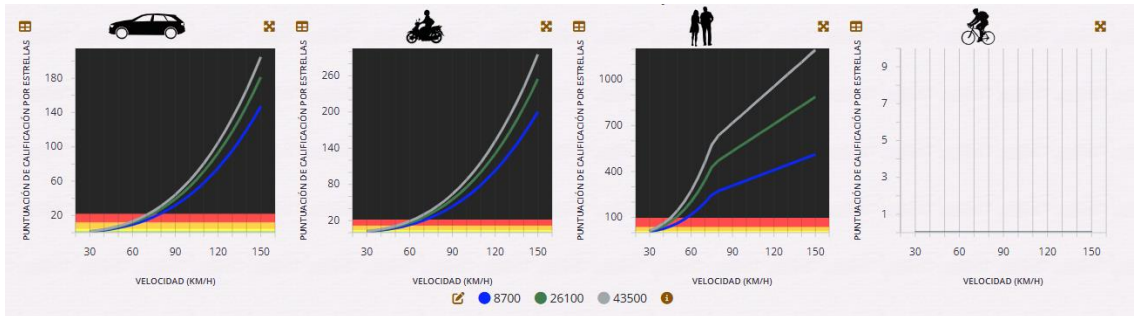 PUNTUACIÓN DE CALIFICACIÓN POR ESTRELLAS
180
140
100
60
20
30 60 90 120 150
VELOCIDAD (KM/H)
PUNTUACIÓN DE CALIFICACIÓN POR ESTRELLAS
260
200
140
80
20
30 60 90 120 150
VELOCIDAD (KM/H)
PUNTUACIÓN DE CALIFICACIÓN POR ESTRELLAS
1000
700
400
100
30 60 90 120 150
VELOCIDAD (KM/H)
PUNTUACIÓN DE CALIFICACIÓN POR ESTRELLAS
9
7
5
3
1
30 60 90 120 150
VELOCIDAD (KM/H)
8700 26100 43500